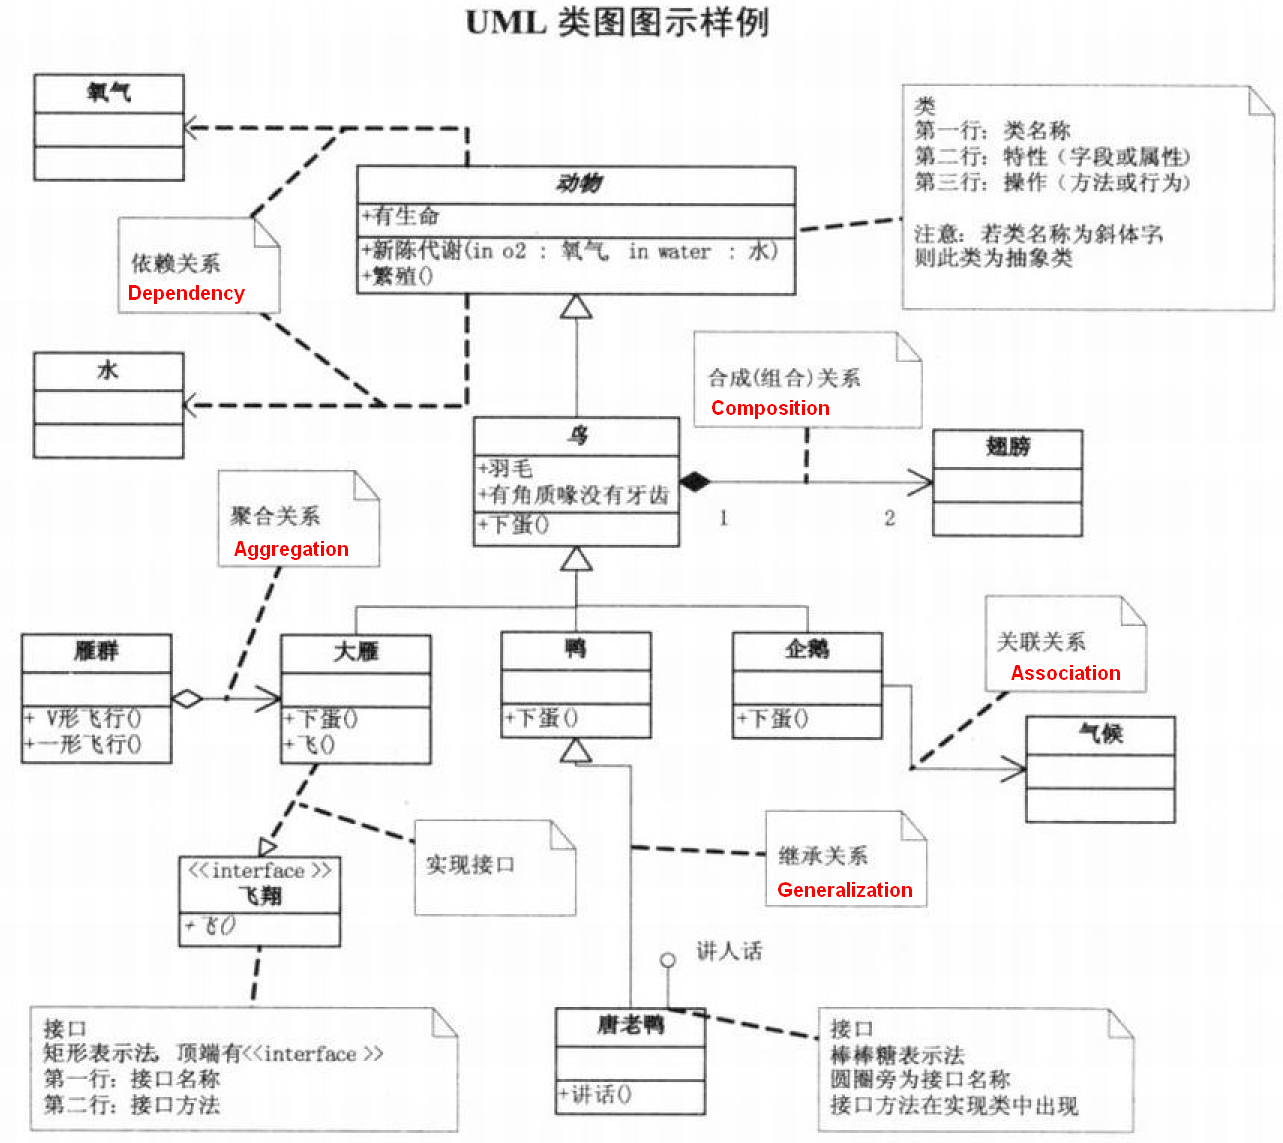 UML 类图图示样例
氧气
类
第一行：类名称
第二行：特性（字段或属性）
第三行：操作（方法或行为）
注意：若类名称为斜体字，
则此类为抽象类
动物
+有生命
+新陈代谢(in o2 : 氧气, in water : 水)
+繁殖()
依赖关系
Dependency
水
合成(组合)关系
Composition
鸟
+羽毛
+有角质喙没有牙齿
+下蛋()
1
2
翅膀
聚合关系
Aggregation
雁群
+ V形飞行()
+一形飞行()
大雁
+下蛋()
+飞()
鸭
+下蛋()
企鹅
+下蛋()
关联关系
Association
气候
实现接口
继承关系
Generalization
<<interface >>
飞翔
+飞()
讲人话
唐老鸭
+讲话()
接口
矩形表示法，顶端有<<interface >>
第一行：接口名称
第二行：接口方法
接口
棒棒糖表示法
圆圈旁为接口名称
接口方法在实现类中出现